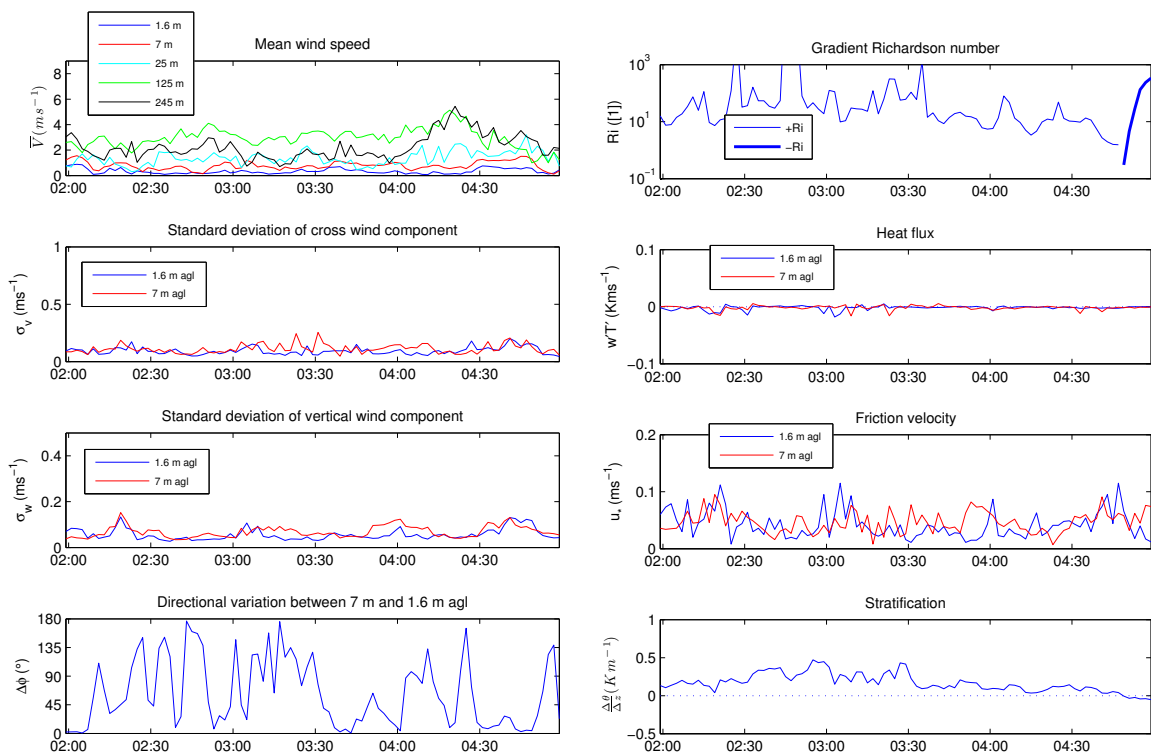 Mean wind speed
1.6 m
7 m
25 m
125 m
245 m
V (m s−1)
8
6
4
2
0
02:00 02:30 03:00 03:30 04:00 04:30
Gradient Richardson number
Ri ([1])
10^3
10^1
10^−1
+Ri
−Ri
02:00 02:30 03:00 03:30 04:00 04:30
Standard deviation of cross wind component
1.6 m agl
7 m agl
σv (ms−1)
1
0.5
0
02:00 02:30 03:00 03:30 04:00 04:30
Heat flux
1.6 m agl
7 m agl
w'T' (Kms−1)
0.1
0
−0.1
02:00 02:30 03:00 03:30 04:00 04:30
Standard deviation of vertical wind component
1.6 m agl
7 m agl
σw (ms−1)
0.4
0.2
0
02:00 02:30 03:00 03:30 04:00 04:30
Friction velocity
1.6 m agl
7 m agl
u* (ms−1)
0.2
0.1
0
02:00 02:30 03:00 03:30 04:00 04:30
Directional variation between 7 m and 1.6 m agl
Δϕ (°)
180
135
90
45
0
02:00 02:30 03:00 03:30 04:00 04:30
Stratification
Δθ/Δz (K m−1)
1
0.5
0
−0.5
02:00 02:30 03:00 03:30 04:00 04:30